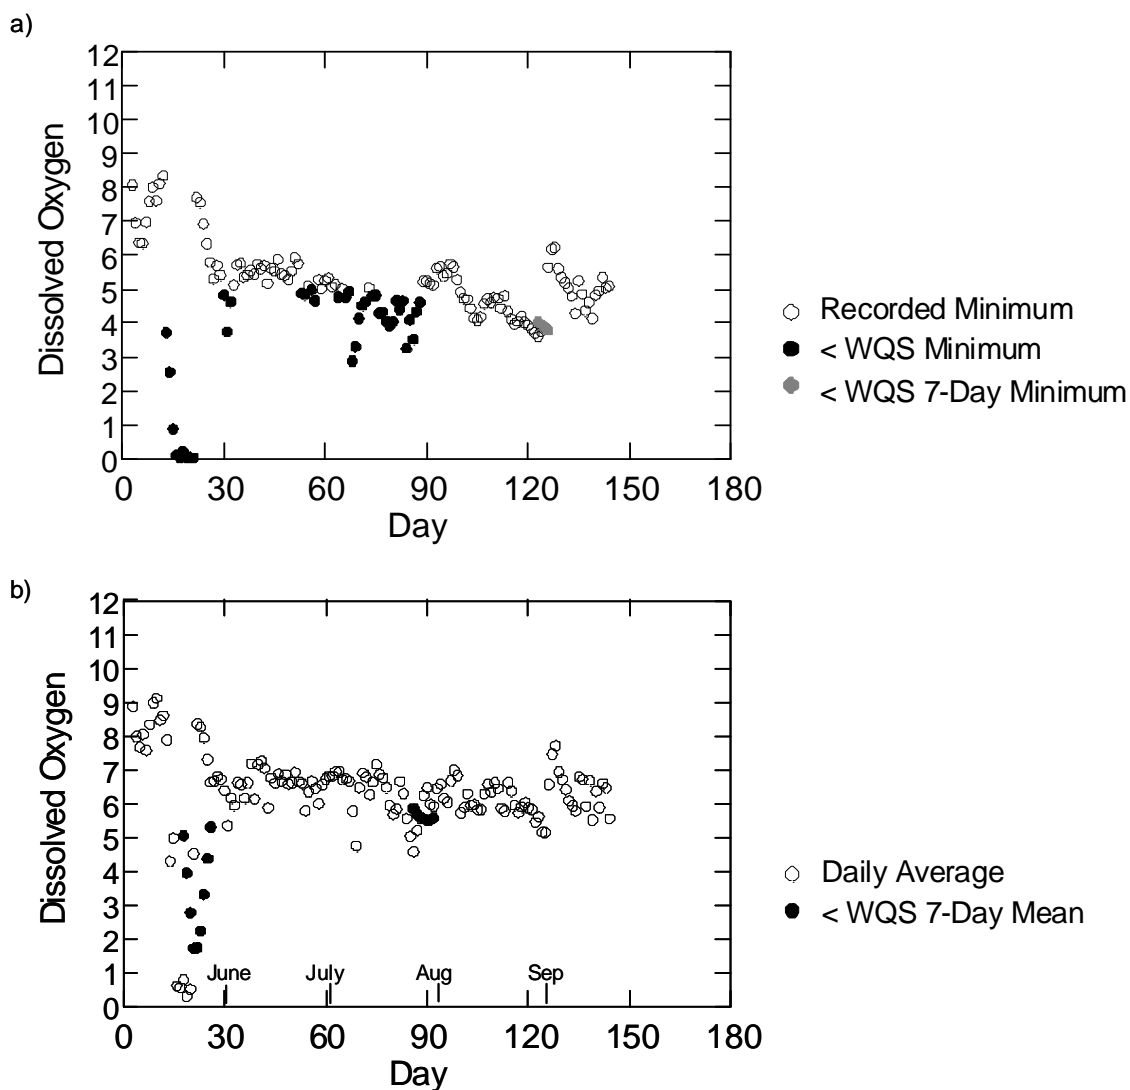 a)
12
11
10
9
8
7
6
5
4
3
2
1
0
Dissolved Oxygen
0 30 60 90 120 150 180
Day
Recorded Minimum
< WQS Minimum
< WQS 7-Day Minimum
b)
12
11
10
9
8
7
6
5
4
3
2
1
0
Dissolved Oxygen
June July Aug Sep
0 30 60 90 120 150 180
Day
Daily Average
< WQS 7-Day Mean